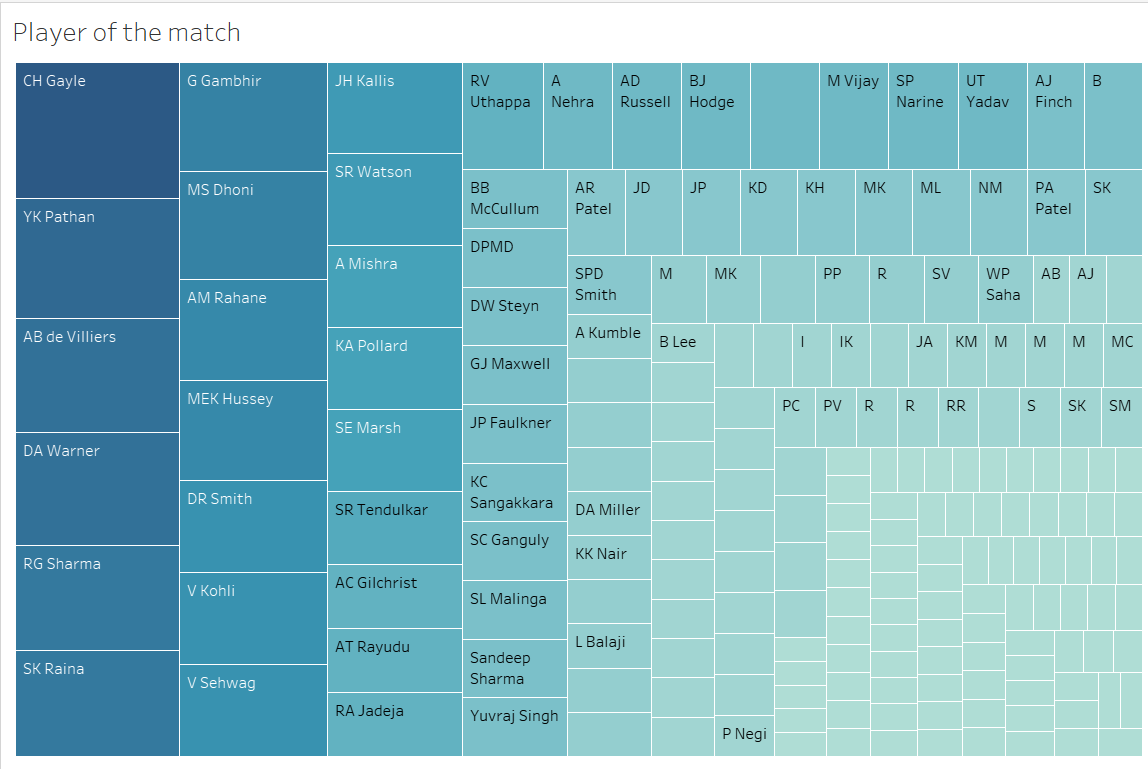 Player of the match
CH Gayle
YK Pathan
AB de Villiers
DA Warner
RG Sharma
SK Raina
G Gambhir
MS Dhoni
AM Rahane
MEK Hussey
DR Smith
V Kohli
V Sehwag
JH Kallis
SR Watson
A Mishra
KA Pollard
SE Marsh
SR Tendulkar
AC Gilchrist
AT Rayudu
RA Jadeja
RV
Uthappa
A
Nehra
AD
Russell
BJ
Hodge
M Vijay
SP
Narine
UT
Yadav
AJ
Finch
B
BB
McCullum
DPMD
DW Steyn
GJ Maxwell
JP Faulkner
KC
Sangakkara
SC Ganguly
SL Malinga
Sandeep
Sharma
Yuvraj Singh
AR
Patel
JD
JP
KD
KH
MK
ML
NM
PA
Patel
SK
SPD
Smith
A Kumble
DA Miller
KK Nair
L Balaji
M
MK
PP
R
SV
WP
Saha
AB
AJ
B Lee
I
IK
JA
KM
M
M
M
MC
PC
PV
R
R
RR
S
SK
SM
P Negi